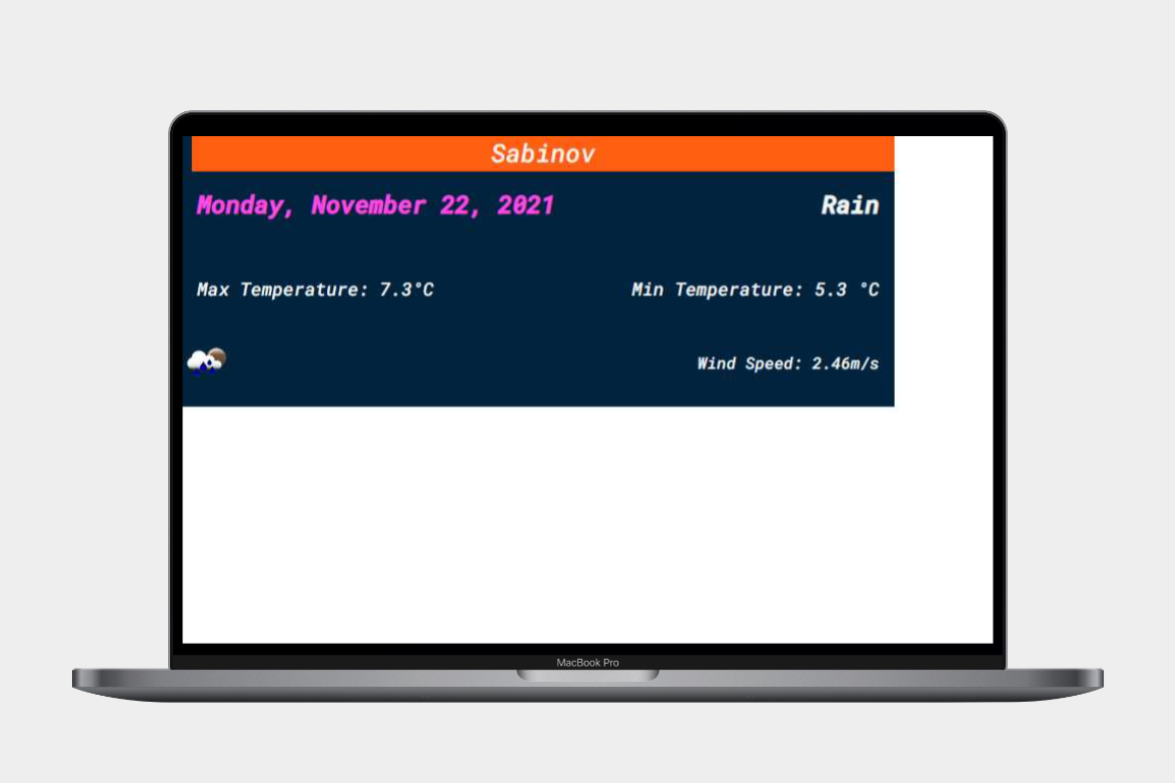 Sabinov
Monday, November 22, 2021 Rain
Max Temperature: 7.3°C Min Temperature: 5.3 °C
Wind Speed: 2.46m/s
MacBook Pro